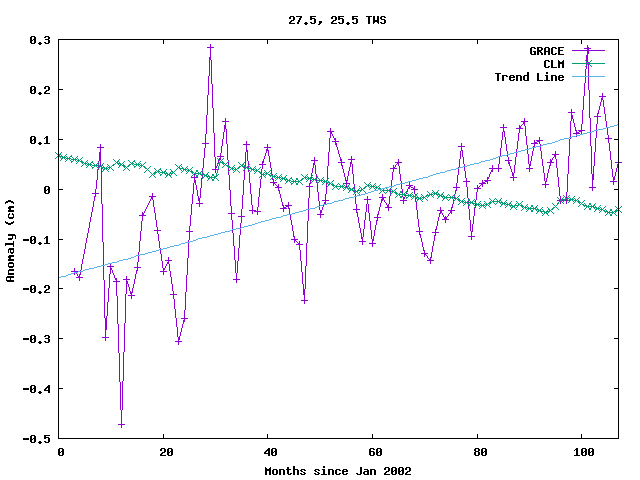 27.5, 25.5 TWS
GRACE
CLM
Trend Line
0.3
0.2
0.1
0
-0.1
-0.2
-0.3
-0.4
-0.5
Anomaly (cm)
0 20 40 60 80 100
Months since Jan 2002